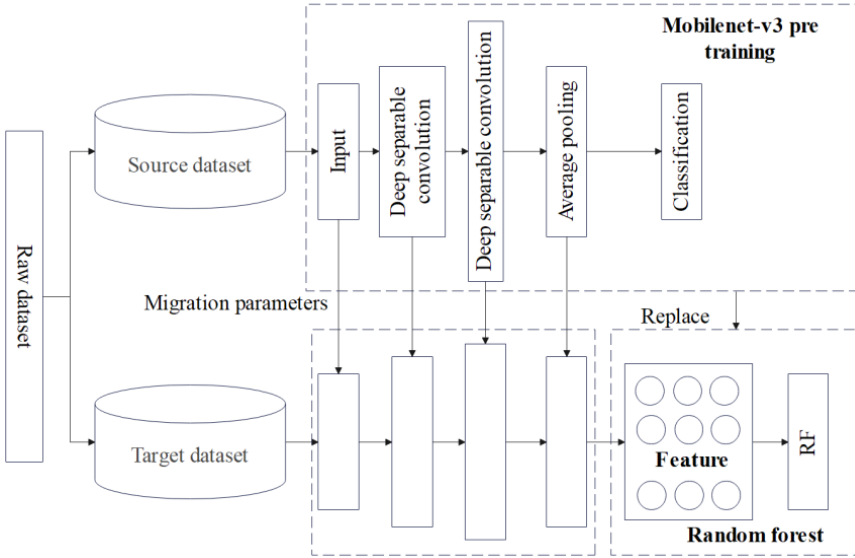 Mobilenet-v3 pre
training
Raw dataset
Source dataset
Input
Deep separable
convolution
Deep separable convolution
Average pooling
Classification
Migration parameters
Replace
Target dataset
Feature
RF
Random forest